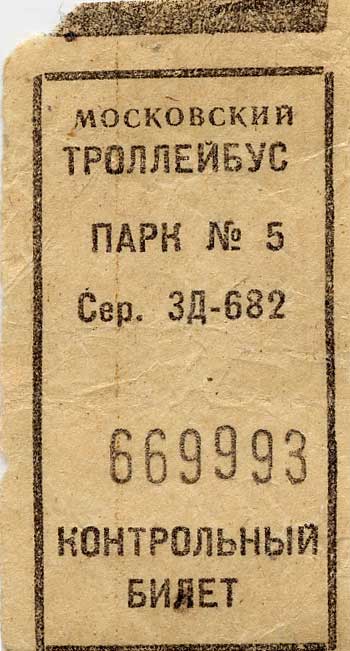 МОСКОВСКИЙ
ТРОЛЛЕЙБУС
ПАРК № 5
Сер. ЗД-682
669993
КОНТРОЛЬНЫЙ
БИЛЕТ